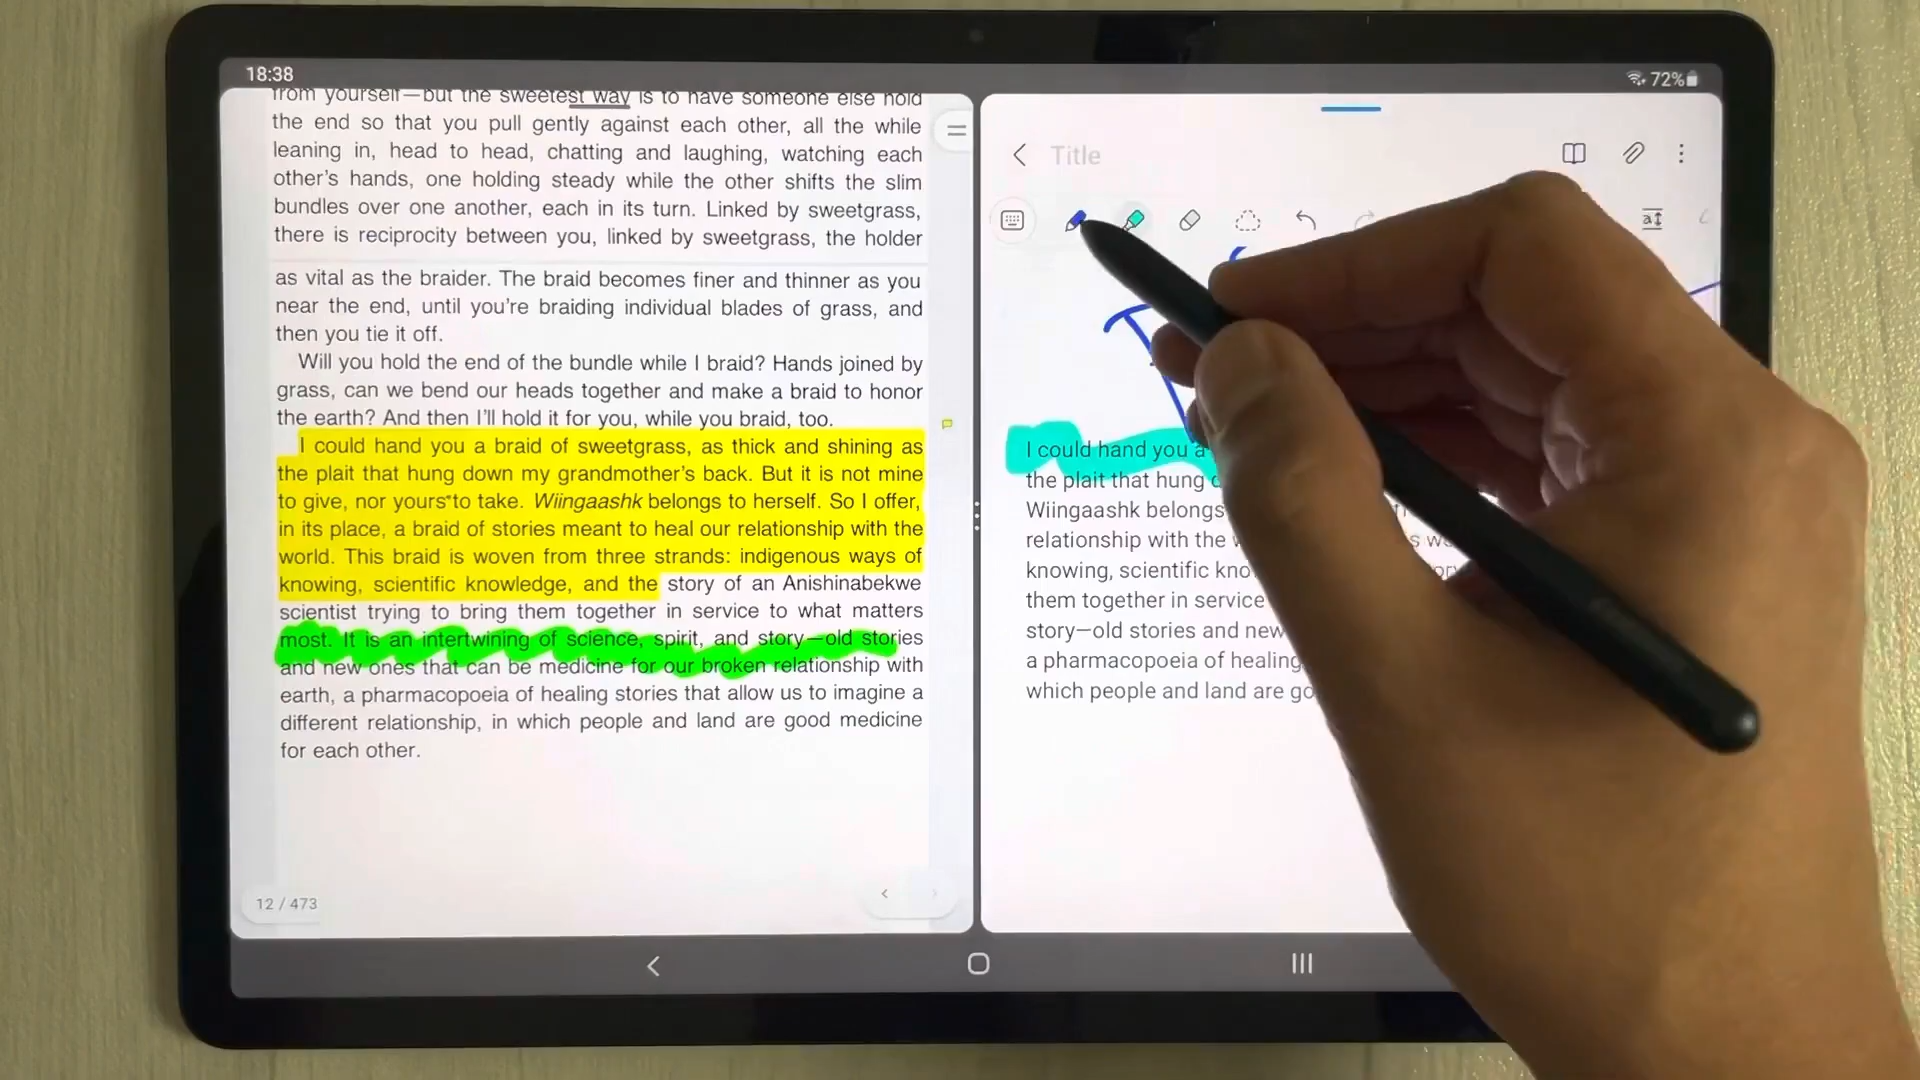 18:38
72%
from yourself—but the sweetest way is to have someone else hold
the end so that you pull gently against each other, all the while
leaning in, head to head, chatting and laughing, watching each
other's hands, one holding steady while the other shifts the slim
bundles over one another, each in its turn. Linked by sweetgrass,
there is reciprocity between you, linked by sweetgrass, the holder
as vital as the braider. The braid becomes finer and thinner as you
near the end, until you're braiding individual blades of grass, and
then you tie it off.
Will you hold the end of the bundle while I braid? Hands joined by
grass, can we bend our heads together and make a braid to honor
the earth? And then I'll hold it for you, while you braid, too.
I could hand you a braid of sweetgrass, as thick and shining as
the plait that hung down my grandmother's back. But it is not mine
to give, nor yours to take. Wiingaashk belongs to herself. So I offer,
in its place, a braid of stories meant to heal our relationship with the
world. This braid is woven from three strands: indigenous ways of
knowing, scientific knowledge, and the story of an Anishinabekwe
scientist trying to bring them together in service to what matters
most. It is an intertwining of science, spirit, and story—old stories
and new ones that can be medicine for our broken relationship with
earth, a pharmacopoeia of healing stories that allow us to imagine a
different relationship, in which people and land are good medicine
for each other.
12 / 473
Title
I could hand you a
the plait that hung
Wiingaashk belongs
relationship with the
knowing, scientific
them together in service
story—old stories and new
a pharmacopoeia of healing
which people and land are